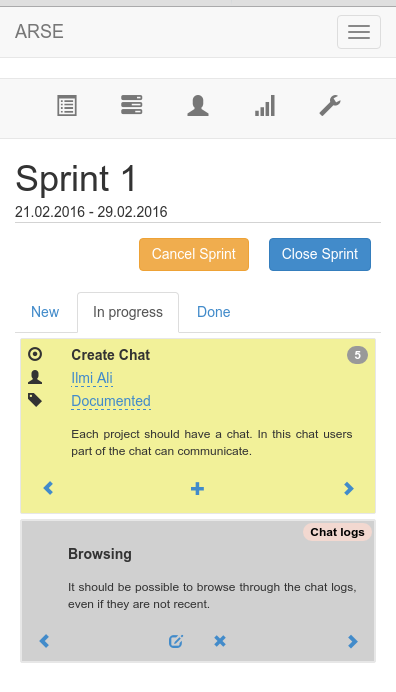 ARSE
Sprint 1
21.02.2016 - 29.02.2016
Cancel Sprint
Close Sprint
New
In progress
Done
Create Chat
5
Ilmi Ali
Documented
Each project should have a chat. In this chat users
part of the chat can communicate.
Chat logs
Browsing
It should be possible to browse through the chat logs,
even if they are not recent.